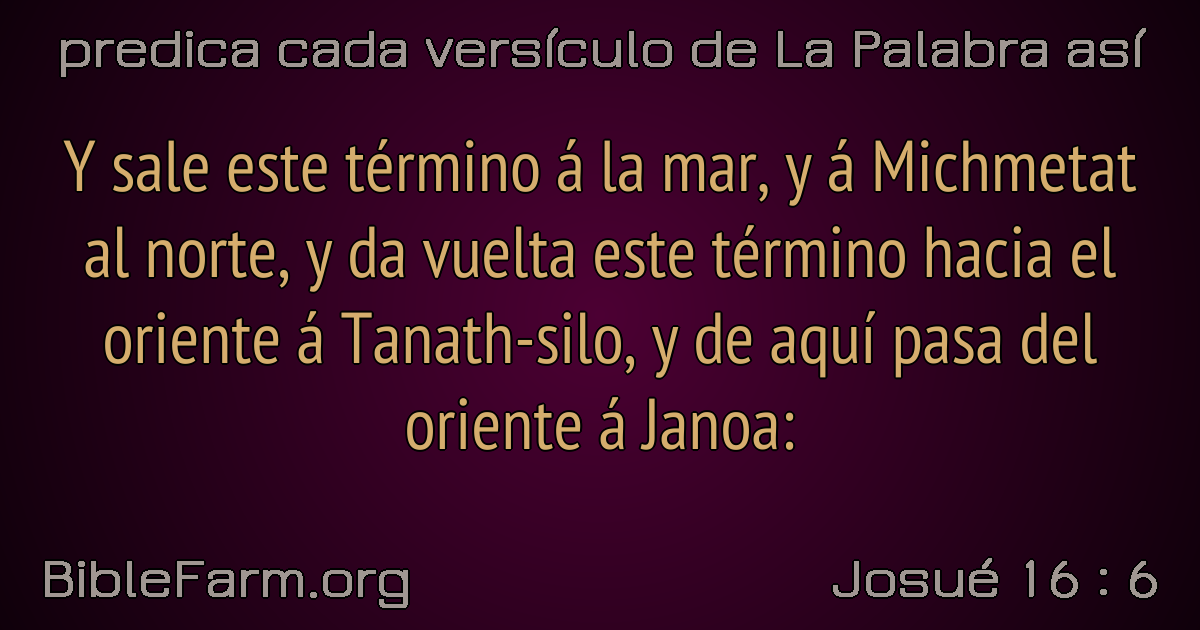 predica cada versículo de La Palabra así
Y sale este término á la mar, y á Michmetat
al norte, y da vuelta este término hacia el
oriente á Tanath-silo, y de aquí pasa del
oriente á Janoa:
BibleFarm.org
Josué 16 : 6